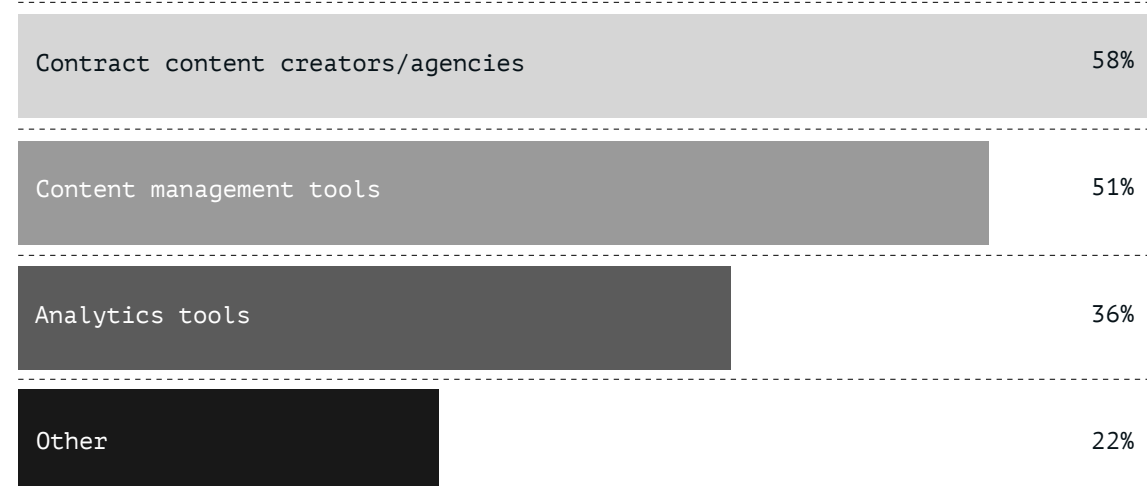 Contract content creators/agencies 58%
Content management tools 51%
Analytics tools 36%
Other 22%